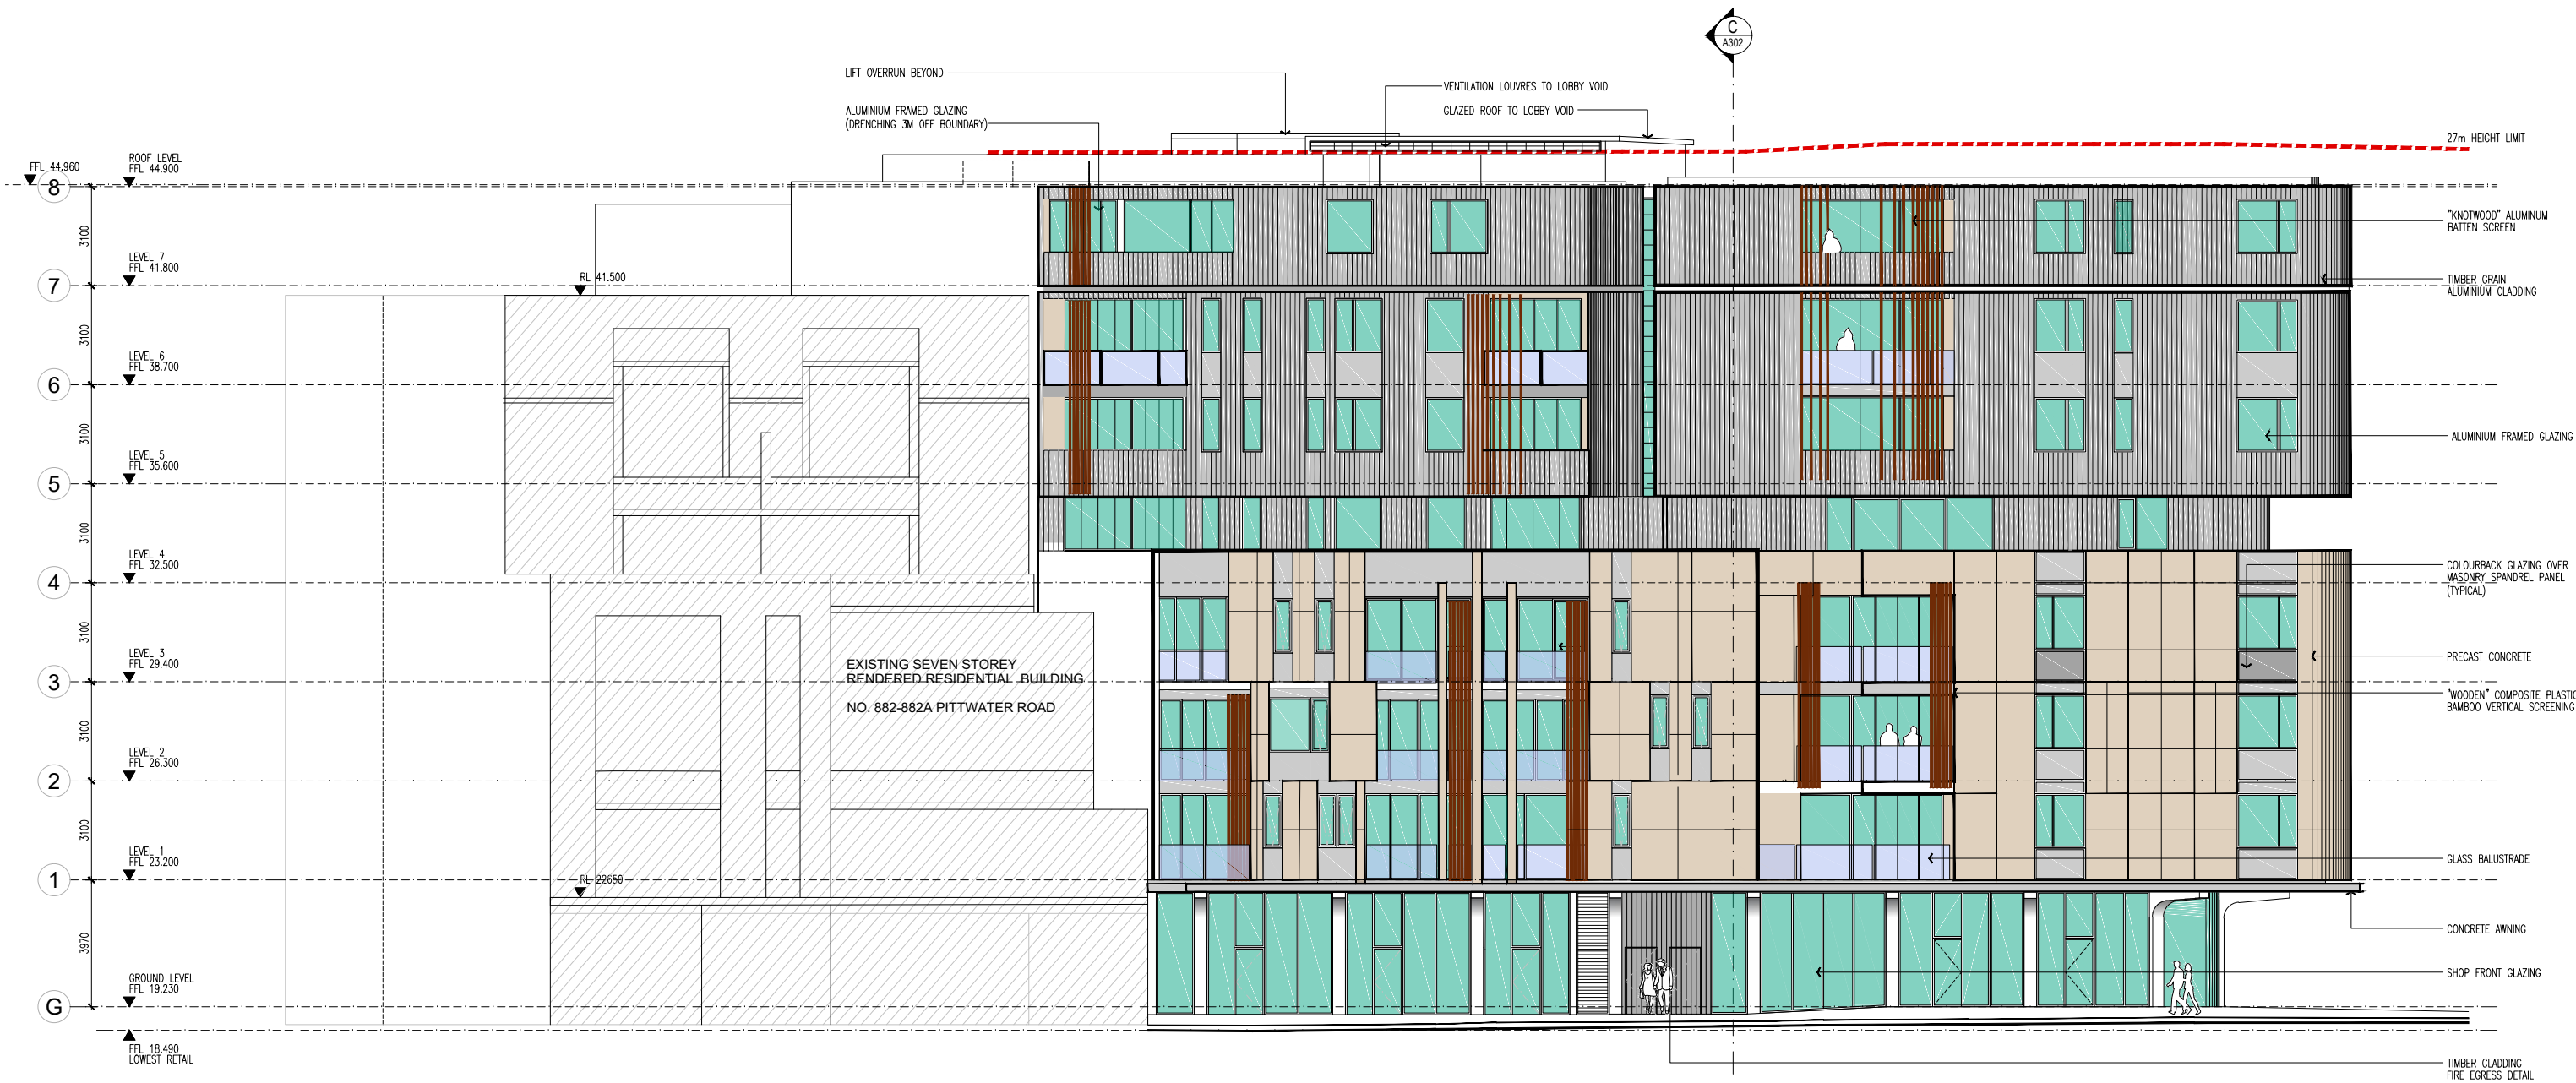 C
A302
LIFT OVERRUN BEYOND
VENTILATION LOUVRES TO LOBBY VOID
ALUMINIUM FRAMED GLAZING
(DRENCHING 3M OFF BOUNDARY)
GLAZED ROOF TO LOBBY VOID
27m HEIGHT LIMIT
FFL 44.960
ROOF LEVEL
FFL 44.900
8
3100
"KNOTWOOD" ALUMINUM
BATTEN SCREEN
LEVEL 7
FFL 41.800
7
RL 41.500
TIMBER GRAIN
ALUMINIUM CLADDING
3100
LEVEL 6
FFL 38.700
6
3100
ALUMINIUM FRAMED GLAZING
LEVEL 5
FFL 35.600
5
3100
LEVEL 4
FFL 32.500
4
COLOURBACK GLAZING OVER
MASONRY SPANDREL PANEL
(TYPICAL)
3100
LEVEL 3
FFL 29.400
3
EXISTING SEVEN STOREY
RENDERED RESIDENTIAL BUILDING
NO. 882-882A PITTWATER ROAD
PRECAST CONCRETE
"WOODEN" COMPOSITE PLASTIC
BAMBOO VERTICAL SCREENING
3100
LEVEL 2
FFL 26.300
2
3100
LEVEL 1
FFL 23.200
1
RL 22650
GLASS BALUSTRADE
3970
CONCRETE AWNING
GROUND LEVEL
FFL 19.230
G
SHOP FRONT GLAZING
FFL 18.490
LOWEST RETAIL
TIMBER CLADDING
FIRE EGRESS DETAIL